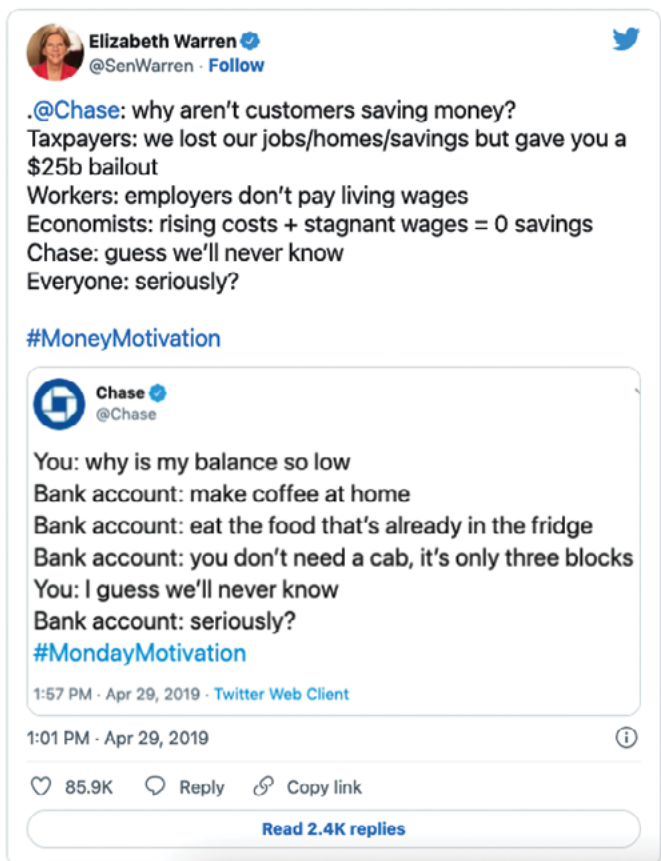 Elizabeth Warren
@SenWarren · Follow
.@Chase: why aren't customers saving money?
Taxpayers: we lost our jobs/homes/savings but gave you a
$25b bailout
Workers: employers don't pay living wages
Economists: rising costs + stagnant wages = 0 savings
Chase: guess we'll never know
Everyone: seriously?
#MoneyMotivation
Chase
@Chase
You: why is my balance so low
Bank account: make coffee at home
Bank account: eat the food that's already in the fridge
Bank account: you don't need a cab, it's only three blocks
You: I guess we'll never know
Bank account: seriously?
#MondayMotivation
1:57 PM · Apr 29, 2019 · Twitter Web Client
1:01 PM · Apr 29, 2019
85.9K Reply Copy link
Read 2.4K replies